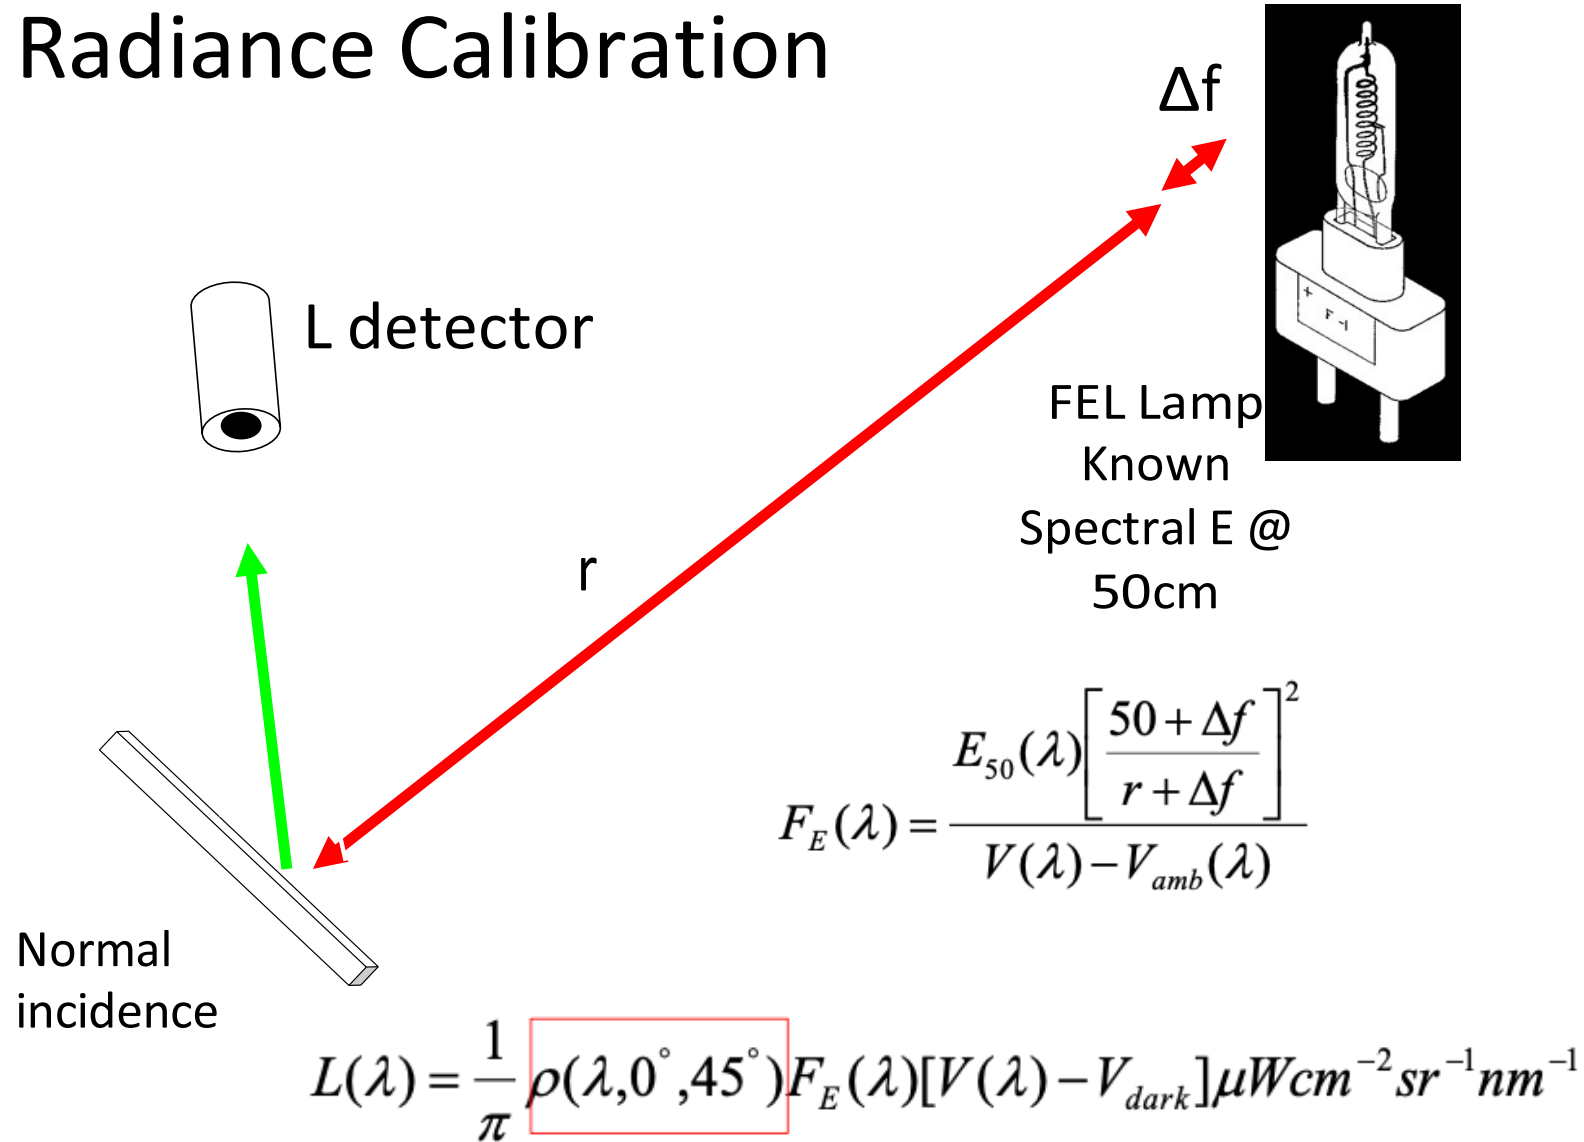 Radiance Calibration
Δf
L detector
+
F-1
FEL Lamp
Known
Spectral E @
50cm
r
F_E(λ) = E_50(λ)[(50 + Δf)/(r + Δf)]^2 / (V(λ) − V_amb(λ))
Normal
incidence
L(λ) = 1/π ρ(λ,0°,45°)F_E(λ)[V(λ) − V_dark]μWcm^−2 sr^−1 nm^−1